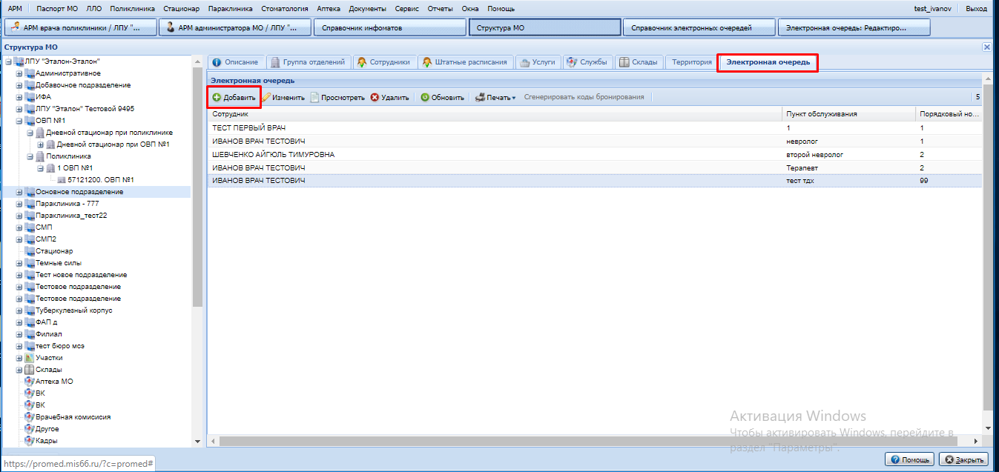 АРМ Паспорт МО ЛЛО Поликлиника Стационар Параклиника Стоматология Аптека Документы Сервис Отчеты Окна Помощь test_ivanov Выход
АРМ врача поликлиники / ЛПУ "... АРМ администратора МО / ЛПУ "... Справочник инфоматов Структура МО Справочник электронных очередей Электронная очередь: Редактиро...
Структура МО
ЛПУ "Эталон-Эталон"
Административное
Добавочное подразделение
ИФА
ЛПУ "Эталон" Тестовой 9495
ОВП №1
Дневной стационар при поликлинике
Дневной стационар при ОВП №1
Поликлиника
1 ОВП №1
57121200. ОВП №1
Основное подразделение
Параклиника - 777
Параклиника_тест22
СМП
СМП2
Стационар
Темные силы
Тест новое подразделение
Тестовое подразделение
Тестовое подразделение
Туберкулезный корпус
ФАП д
Филиал
тест бюро мсэ
Участки
Склады
Аптека МО
ВК
ВК
Врачебная комисисия
Другое
Кадры
Описание Группа отделений Сотрудники Штатные расписания Услуги Службы Склады Территория Электронная очередь
Электронная очередь
Добавить Изменить Просмотреть Удалить Обновить Печать Сгенерировать коды бронирования 5
Сотрудник Пункт обслуживания Порядковый но...
ТЕСТ ПЕРВЫЙ ВРАЧ 1 1
ИВАНОВ ВРАЧ ТЕСТОВИЧ невролог 1
ШЕВЧЕНКО АЙГЮЛЬ ТИМУРОВНА второй невролог 2
ИВАНОВ ВРАЧ ТЕСТОВИЧ Терапевт 2
ИВАНОВ ВРАЧ ТЕСТОВИЧ тест тдх 99
Активация Windows
Чтобы активировать Windows, перейдите в
раздел "Параметры".
https://promed.mis66.ru/?c=promed#
Помощь Закрыть